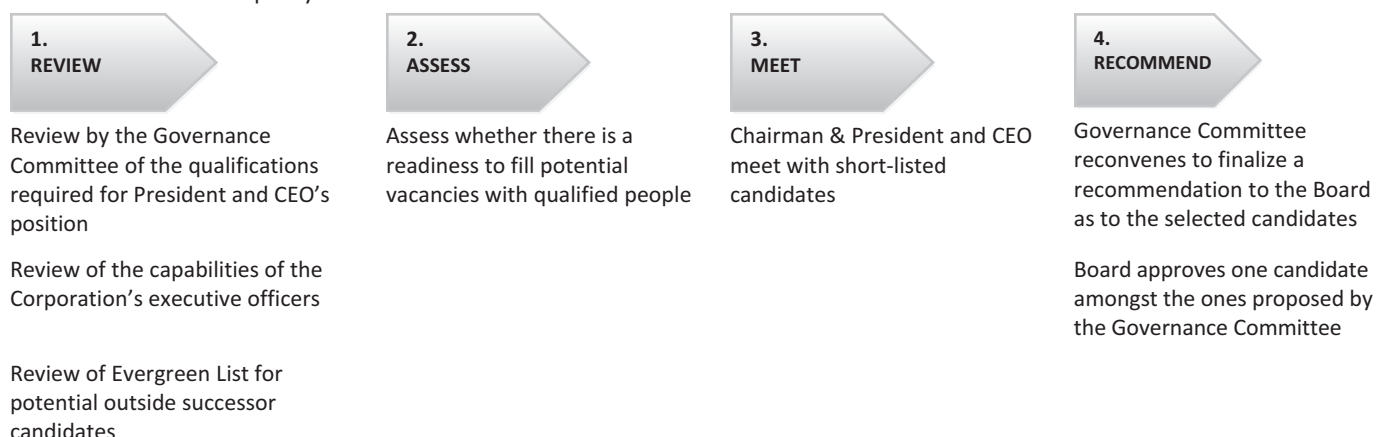 1.
REVIEW
Review by the Governance
Committee of the qualifications
required for President and CEO's
position
Review of the capabilities of the
Corporation's executive officers
Review of Evergreen List for
potential outside successor
candidates
2.
ASSESS
Assess whether there is a
readiness to fill potential
vacancies with qualified people
3.
MEET
Chairman & President and CEO
meet with short-listed
candidates
4.
RECOMMEND
Governance Committee
reconvenes to finalize a
recommendation to the Board
as to the selected candidates
Board approves one candidate
amongst the ones proposed by
the Governance Committee